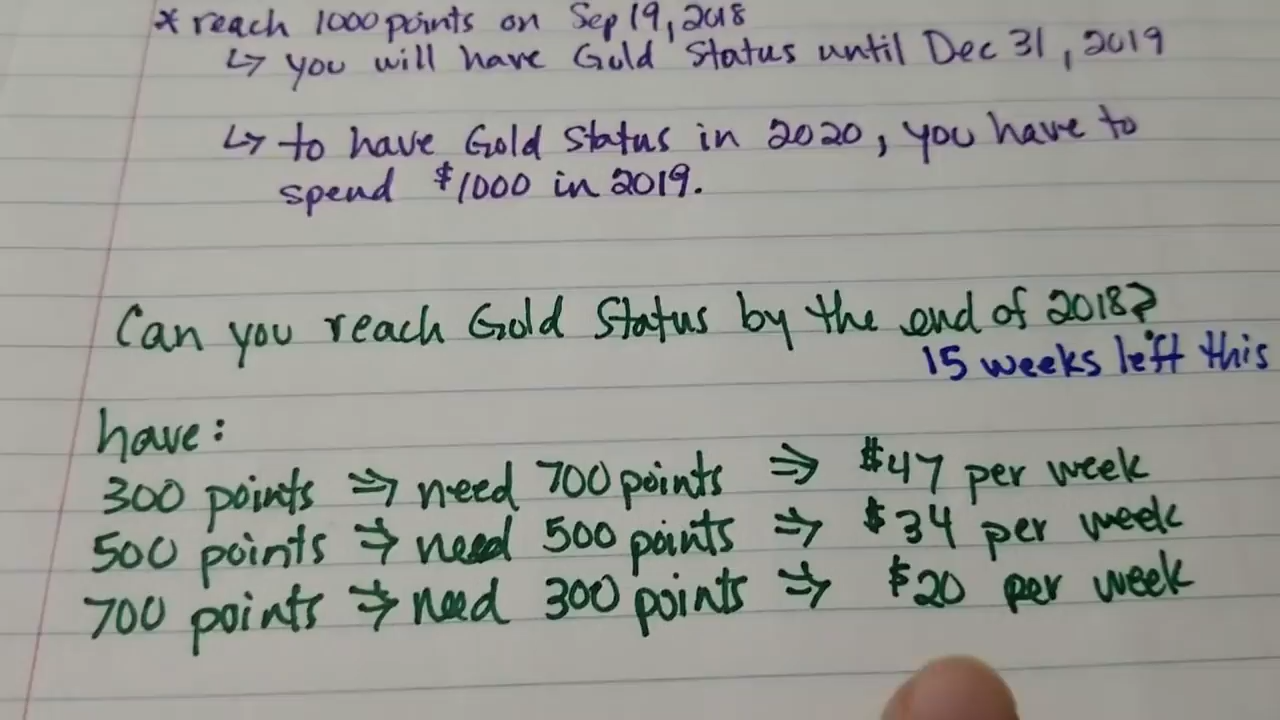 * reach 1000 points on Sep 19, 2018
↳ you will have Gold Status until Dec 31, 2019
↳ to have Gold Status in 2020, you have to
spend $1000 in 2019.
Can you reach Gold Status by the end of 2018?
15 weeks left this
have:
300 points ⇒ need 700 points ⇒ $47 per week
500 points ⇒ need 500 points ⇒ $34 per week
700 points ⇒ need 300 points ⇒ $20 per week